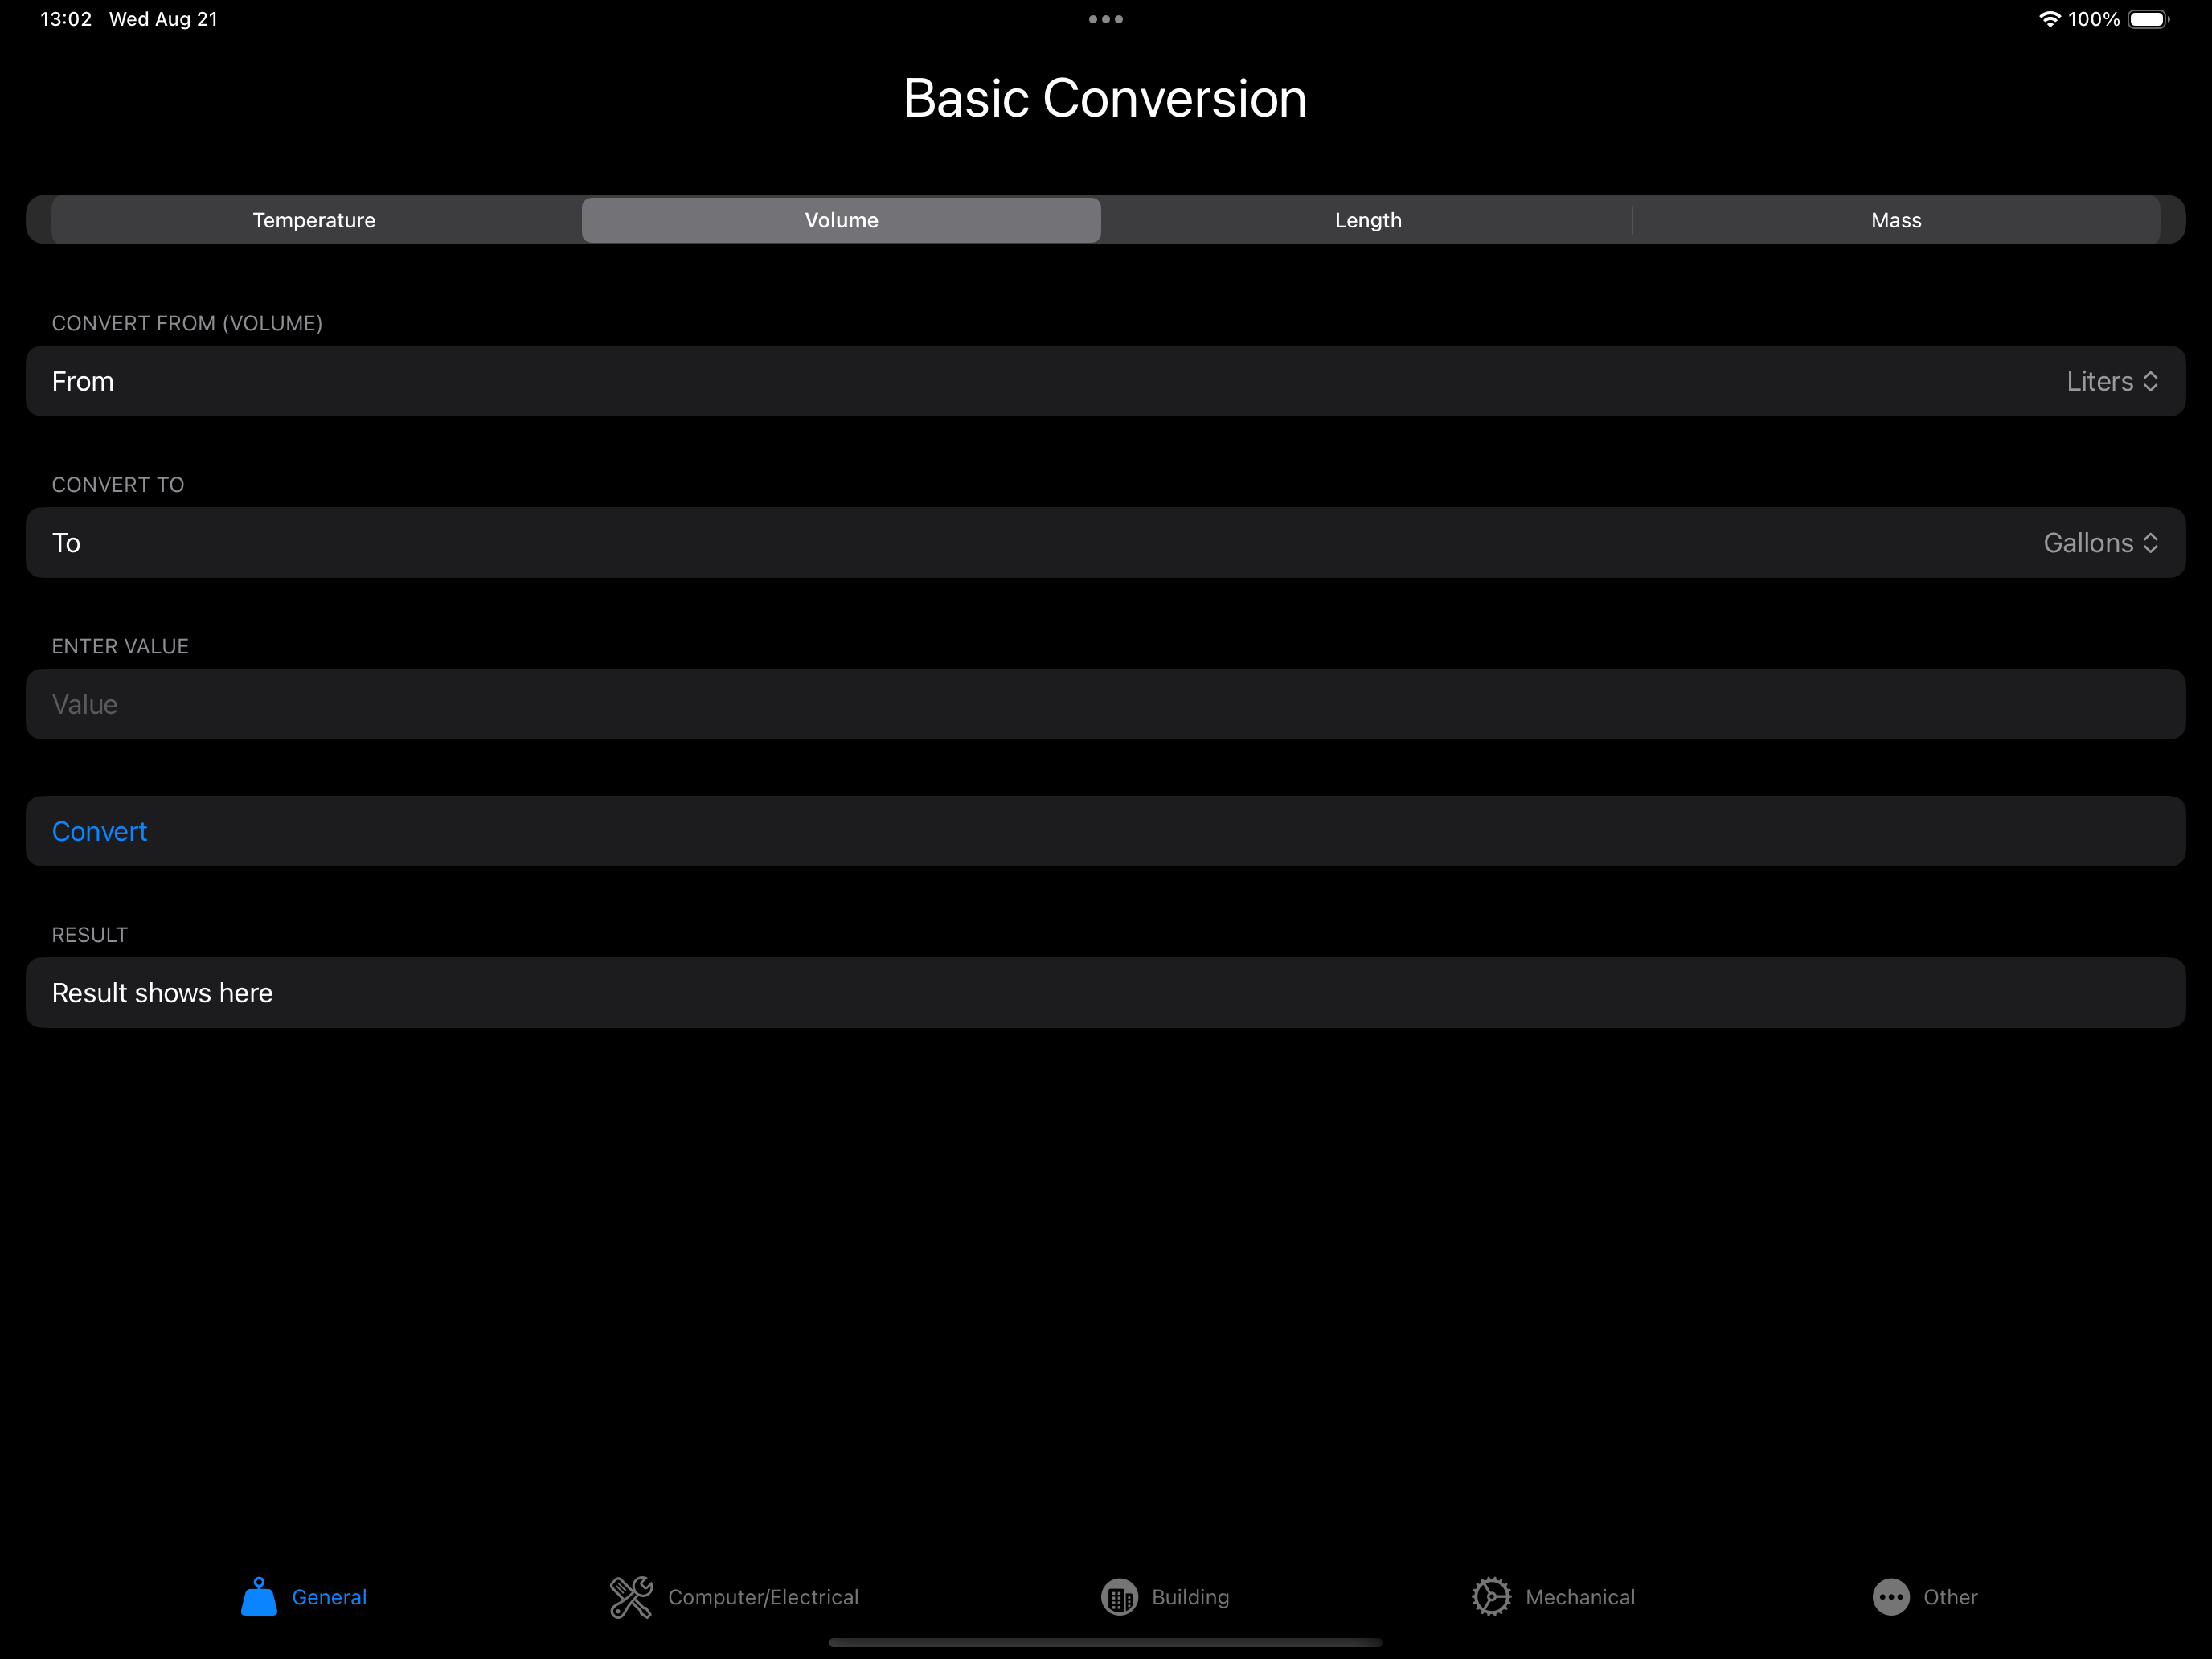 13:02 Wed Aug 21
100%
Basic Conversion
Temperature Volume Length Mass
CONVERT FROM (VOLUME)
From Liters
CONVERT TO
To Gallons
ENTER VALUE
Value
Convert
RESULT
Result shows here
General Computer/Electrical Building Mechanical Other